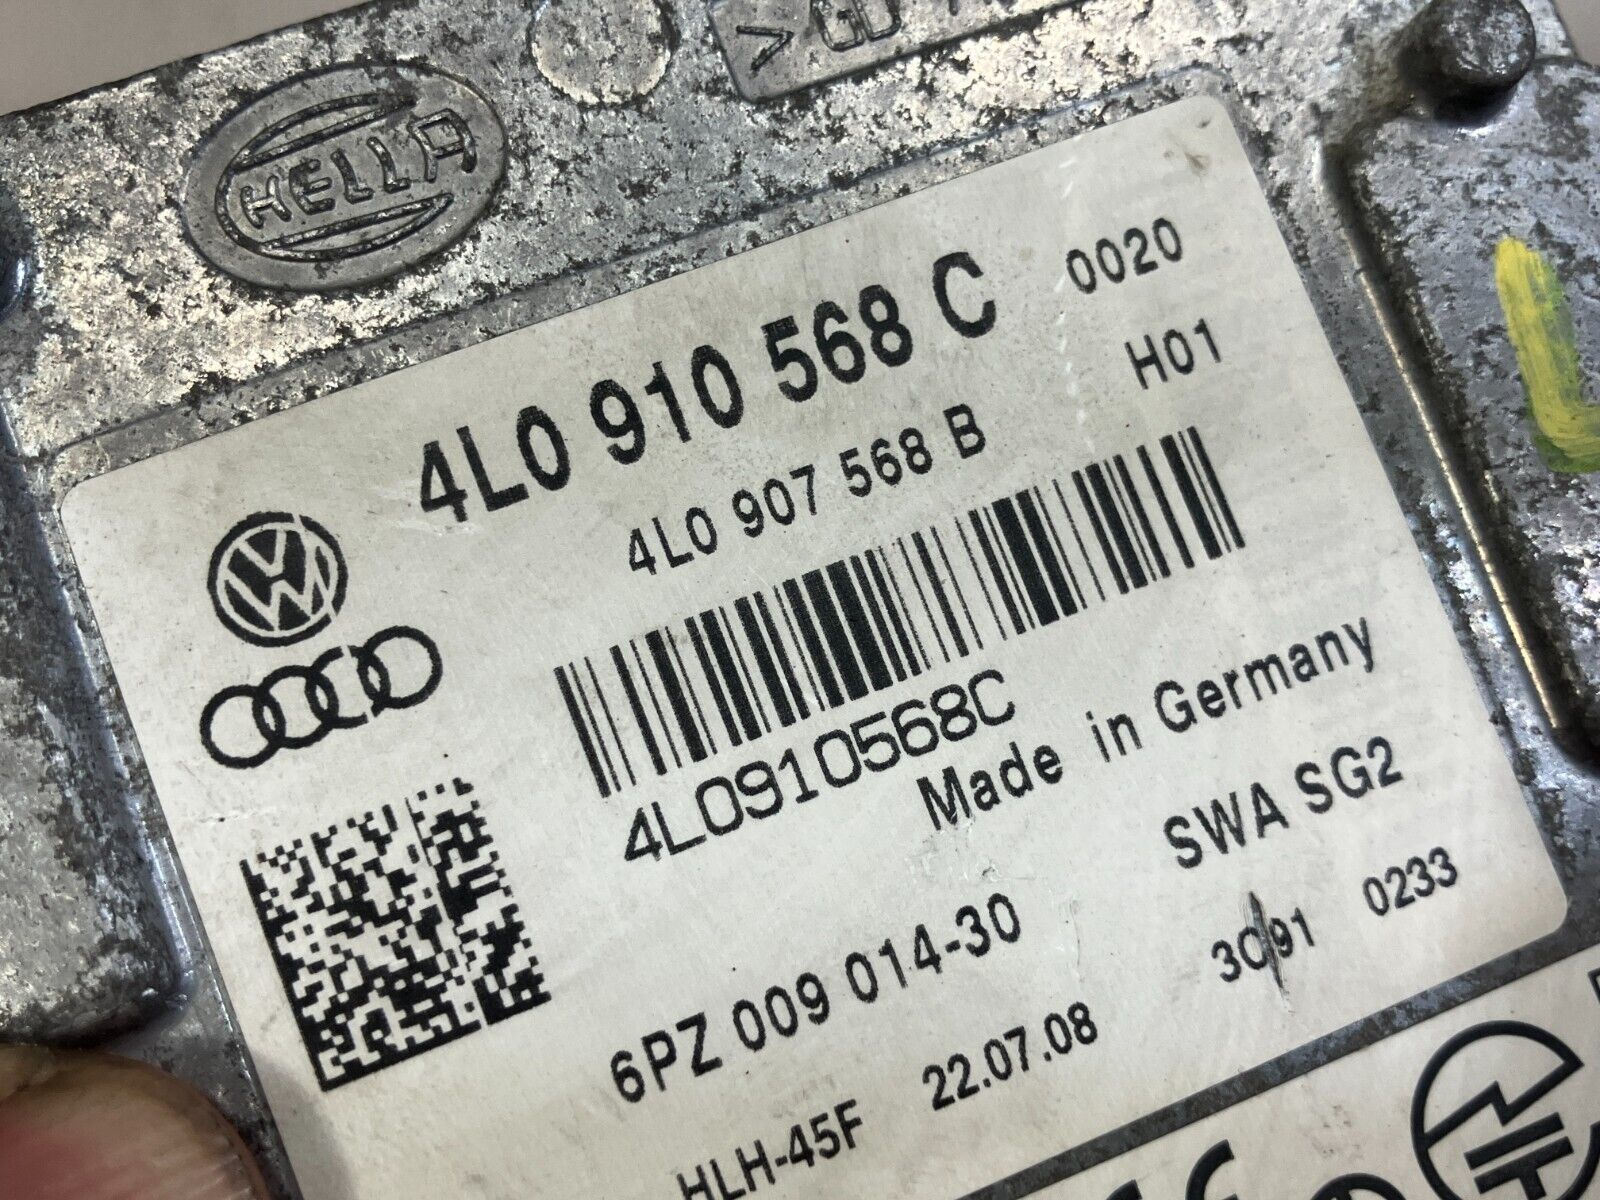 HELLA
4L0 910 568 C 0020
4L0 907 568 B H01
4L0910568C
Made in Germany
SWA SG2
6PZ 009 014-30 3C91 0233
HLH-45F 22.07.08